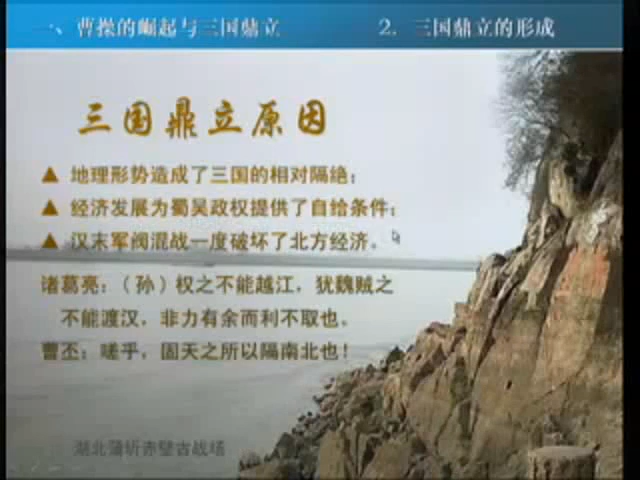 一、曹操的崛起与三国鼎立
2. 三国鼎立的形成
三国鼎立原因
▲ 地理形势造成了三国的相对隔绝；
▲ 经济发展为蜀吴政权提供了自给条件；
▲ 汉末军阀混战一度破坏了北方经济。
诸葛亮：（孙）权之不能越江，犹魏贼之
不能渡汉，非力有余而利不取也。
曹丕：嗟乎，固天之所以隔南北也！
湖北蒲圻赤壁古战场